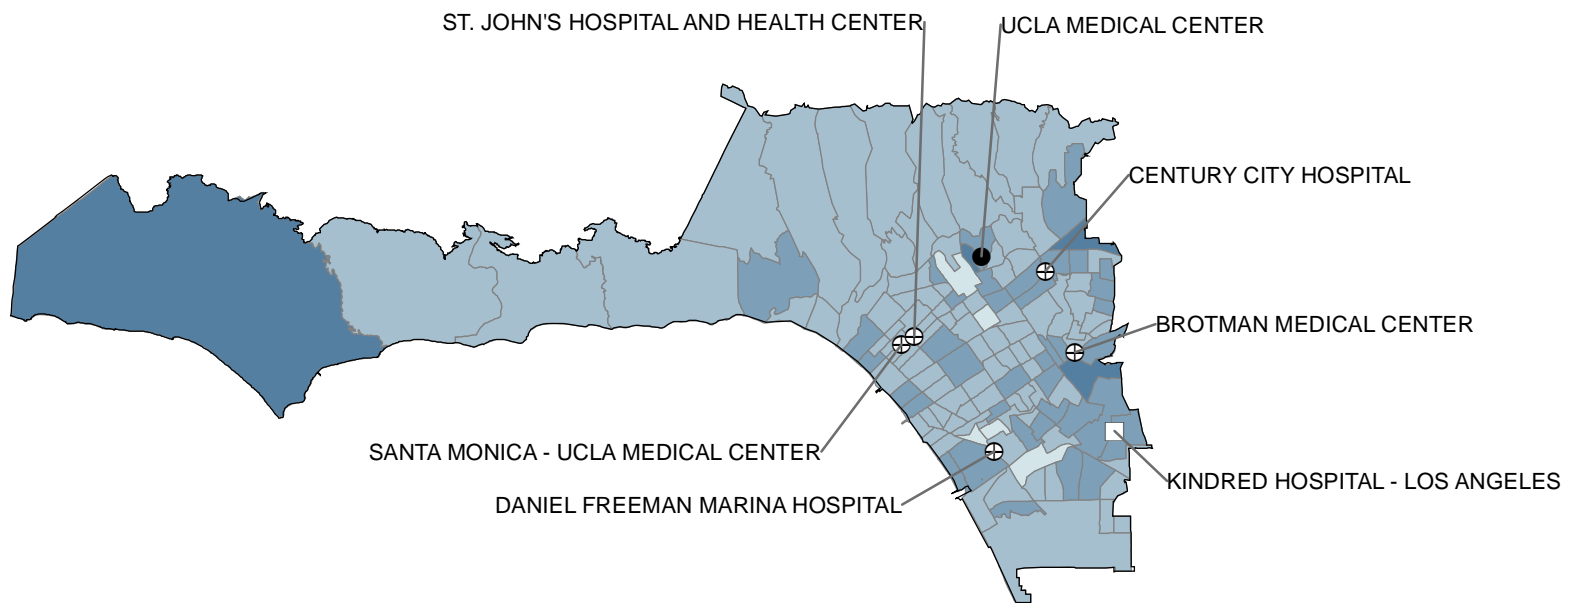 ST. JOHN'S HOSPITAL AND HEALTH CENTER
UCLA MEDICAL CENTER
CENTURY CITY HOSPITAL
BROTMAN MEDICAL CENTER
SANTA MONICA - UCLA MEDICAL CENTER
KINDRED HOSPITAL - LOS ANGELES
DANIEL FREEMAN MARINA HOSPITAL